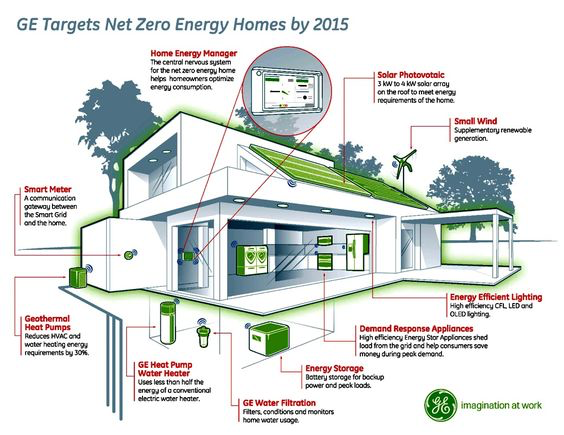 GE Targets Net Zero Energy Homes by 2015
Home Energy Manager
The central nervous system
for the net zero energy home
helps homeowners optimize
energy consumption.
Solar Photovotaic
3 kW to 4 kW solar array
on the roof to meet energy
requirements of the home.
Small Wind
Supplementary renewable
generation.
Smart Meter
A communication
gateway between
the Smart Grid
and the home.
Geothermal
Heat Pumps
Reduces HVAC and
water heating energy
requirements by 30%.
GE Heat Pump
Water Heater
Uses less than half the
energy of a conventional
electric water heater.
GE Water Filtration
Filters, conditions and monitors
home water usage.
Energy Storage
Battery storage for backup
power and peak loads.
Demand Response Appliances
High efficiency Energy Star Appliances shed
load from the grid and help consumers save
money during peak demand.
Energy Efficient Lighting
High efficiency CFL, LED and
OLED lighting.
GE
imagination at work